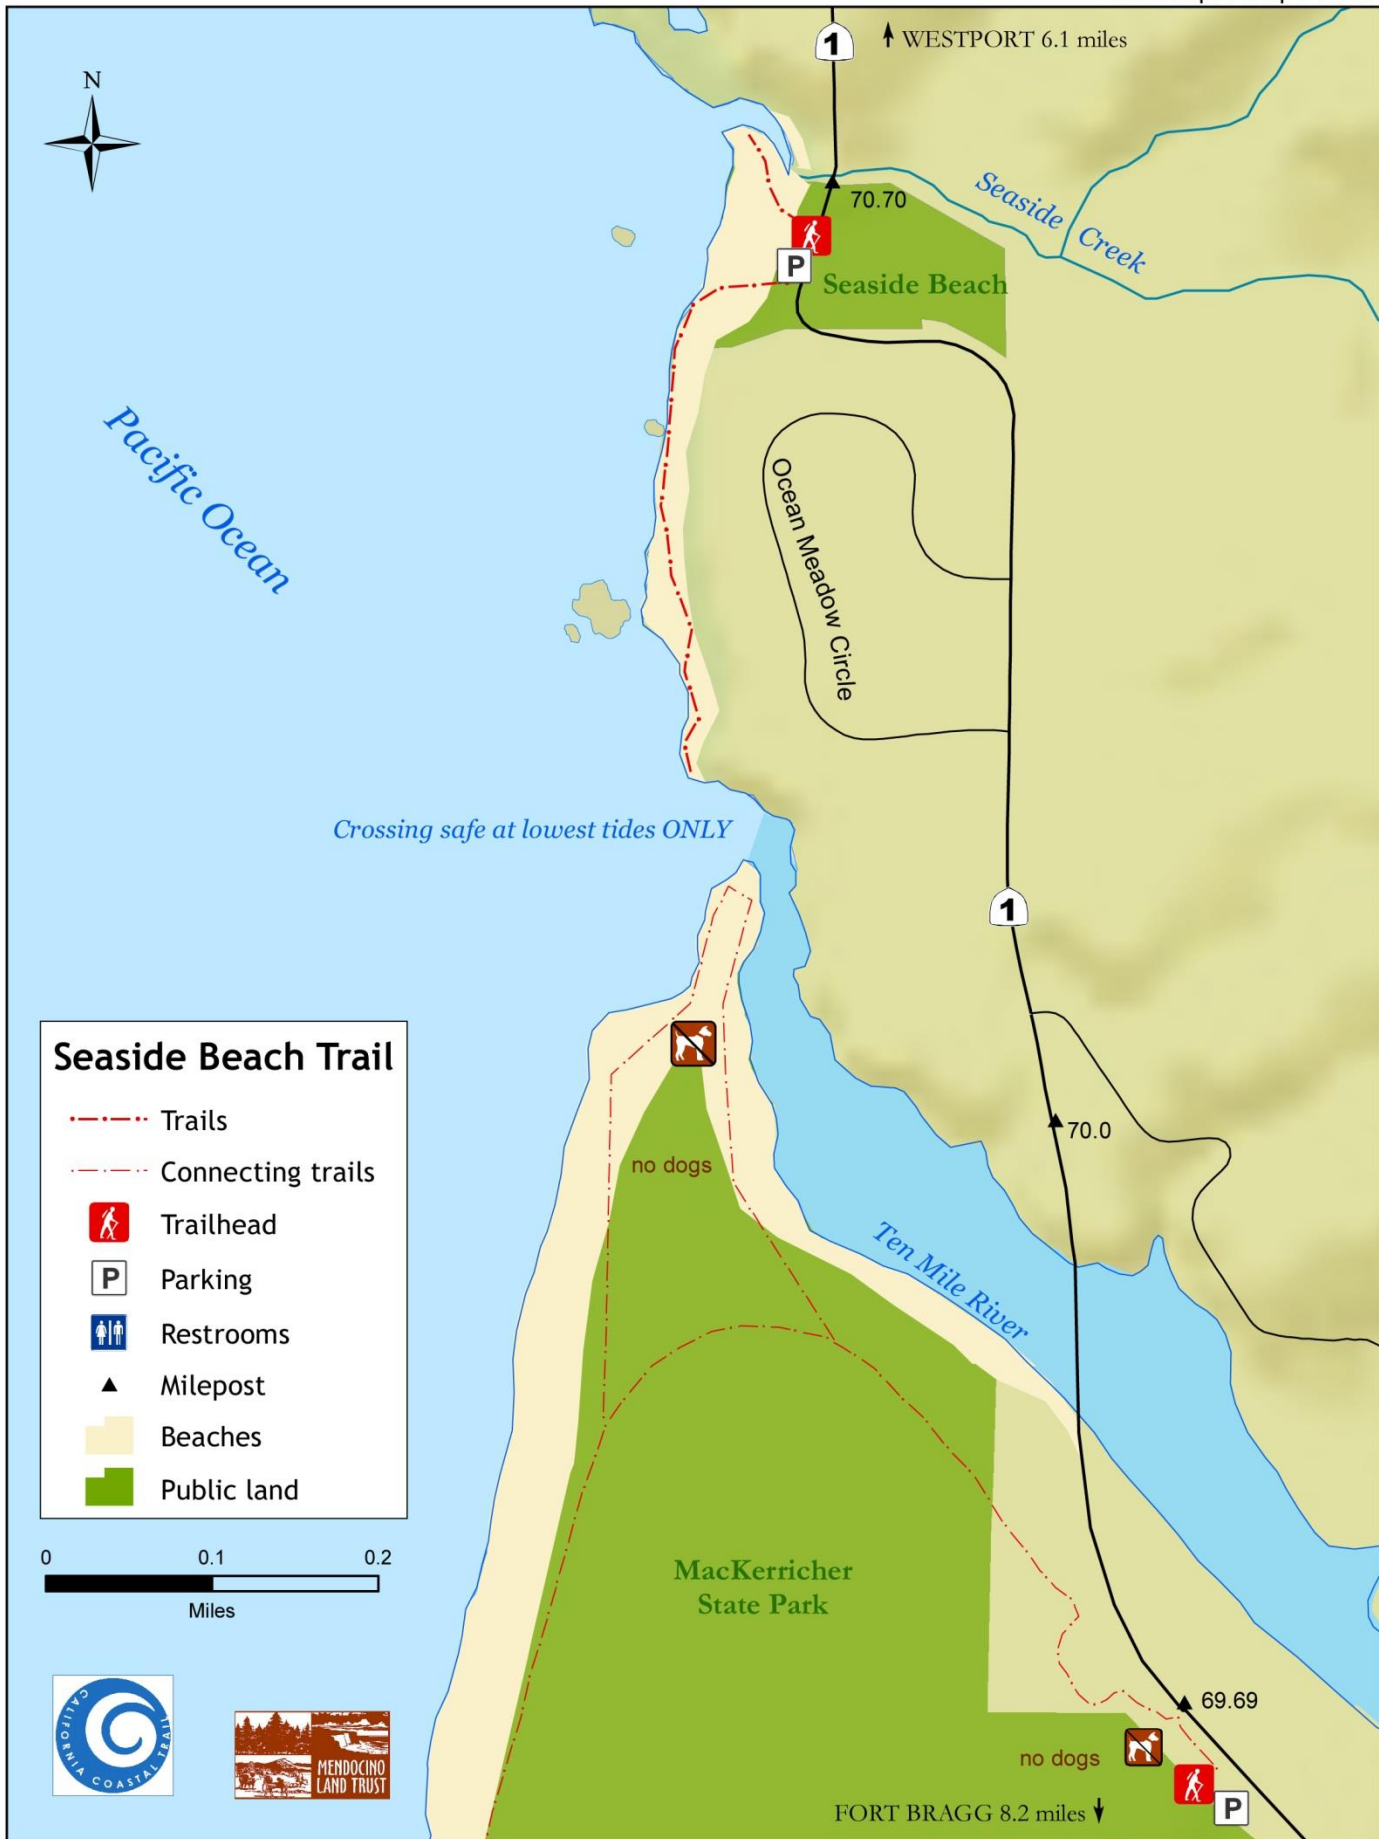 1
WESTPORT 6.1 miles
N
70.70
Seaside
Creek
P
Seaside Beach
Pacific Ocean
Ocean Meadow Circle
Crossing safe at lowest tides ONLY
1
70.0
no dogs
Ten Mile River
Seaside Beach Trail
Trails
Connecting trails
Trailhead
P Parking
Restrooms
Milepost
Beaches
Public land
0 0.1 0.2
Miles
MacKerricher
State Park
69.69
no dogs
FORT BRAGG 8.2 miles
P
CALIFORNIA COASTAL TRAIL
MENDOCINO
LAND TRUST